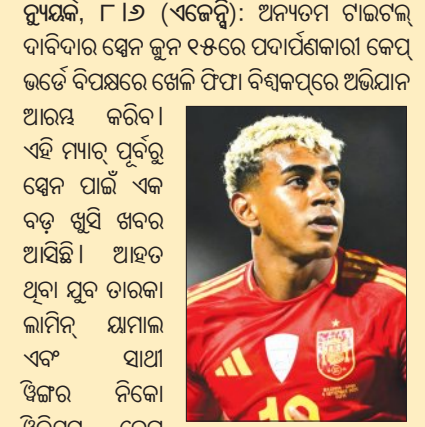 ନ୍ୟୁୟର୍କ, ୮।୬ (ଏଜେନ୍ସି): ଅନ୍ୟତମ ଟାଇଟଲ୍
ଦାବିଦାର ସ୍ପେନ ଜୁନ ୧୫ରେ ପଦାର୍ପଣକାରୀ କେପ୍
ଭର୍ଡେ ବିପକ୍ଷରେ ଖେଳି ଫିଫା ବିଶ୍ୱକପ୍‌ରେ ଅଭିଯାନ
ଆରମ୍ଭ କରିବ।
ଏହି ମ୍ୟାଚ୍ ପୂର୍ବରୁ
ସ୍ପେନ ପାଇଁ ଏକ
ବଡ଼ ଖୁସି ଖବର
ଆସିଛି। ଆହତ
ଥିବା ଯୁବ ତାରକା
ଲାମିନ୍ ୟାମାଲ
ଏବଂ ସାଥୀ
ୱିଙ୍ଗର ନିକୋ
19